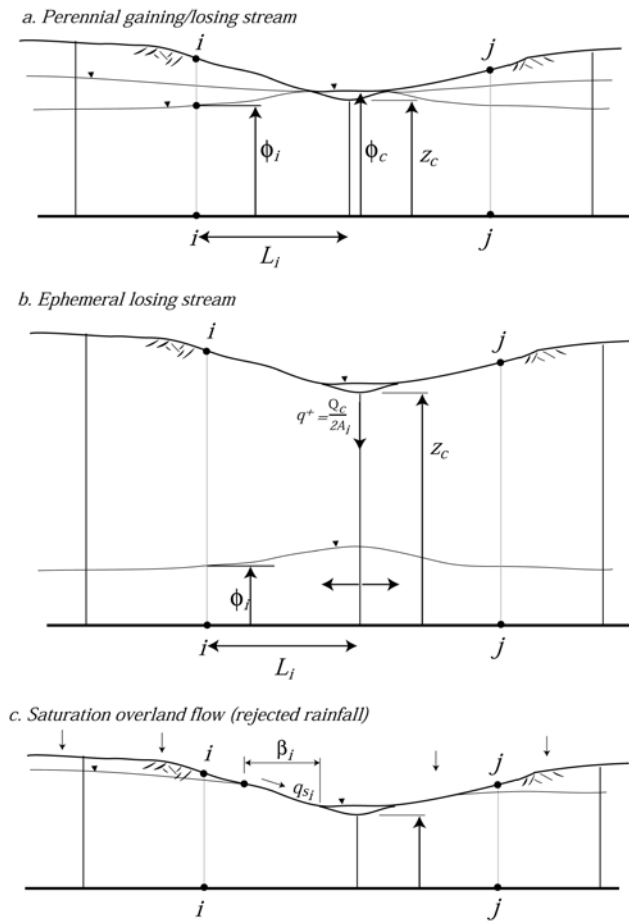 a. Perennial gaining/losing stream
i
j
ϕi
ϕc
zc
i
j
Li
b. Ephemeral losing stream
i
j
q+ = Qc/2Ai
zc
ϕi
i
j
Li
c. Saturation overland flow (rejected rainfall)
i
βi
j
qsi
i
j